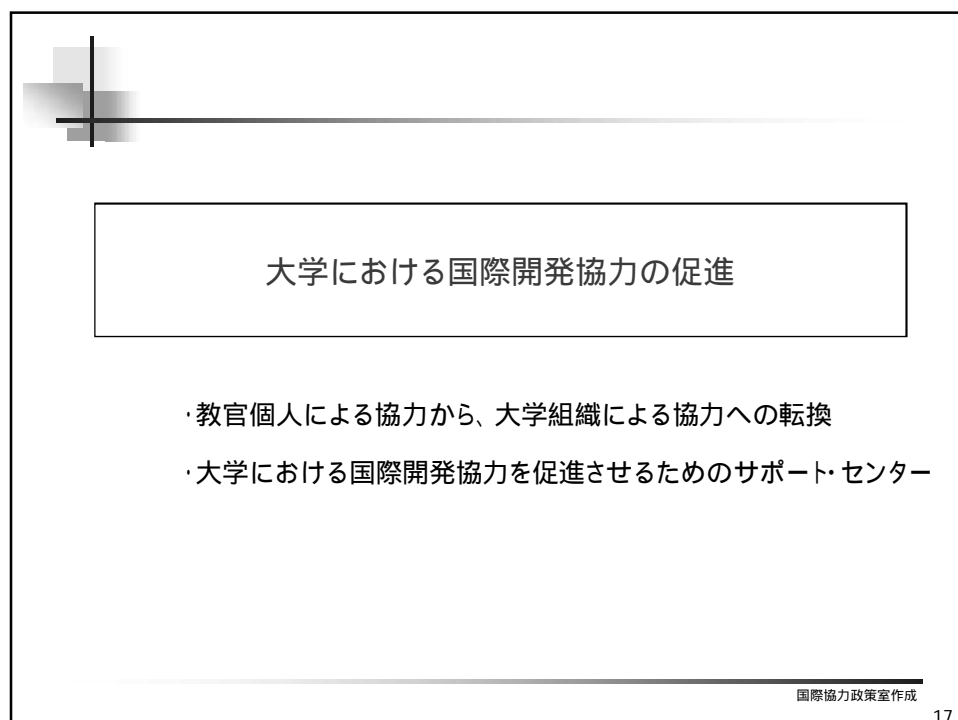 大学における国際開発協力の促進
・教官個人による協力から、大学組織による協力への転換
・大学における国際開発協力を促進させるためのサポート・センター
国際協力政策室作成
17